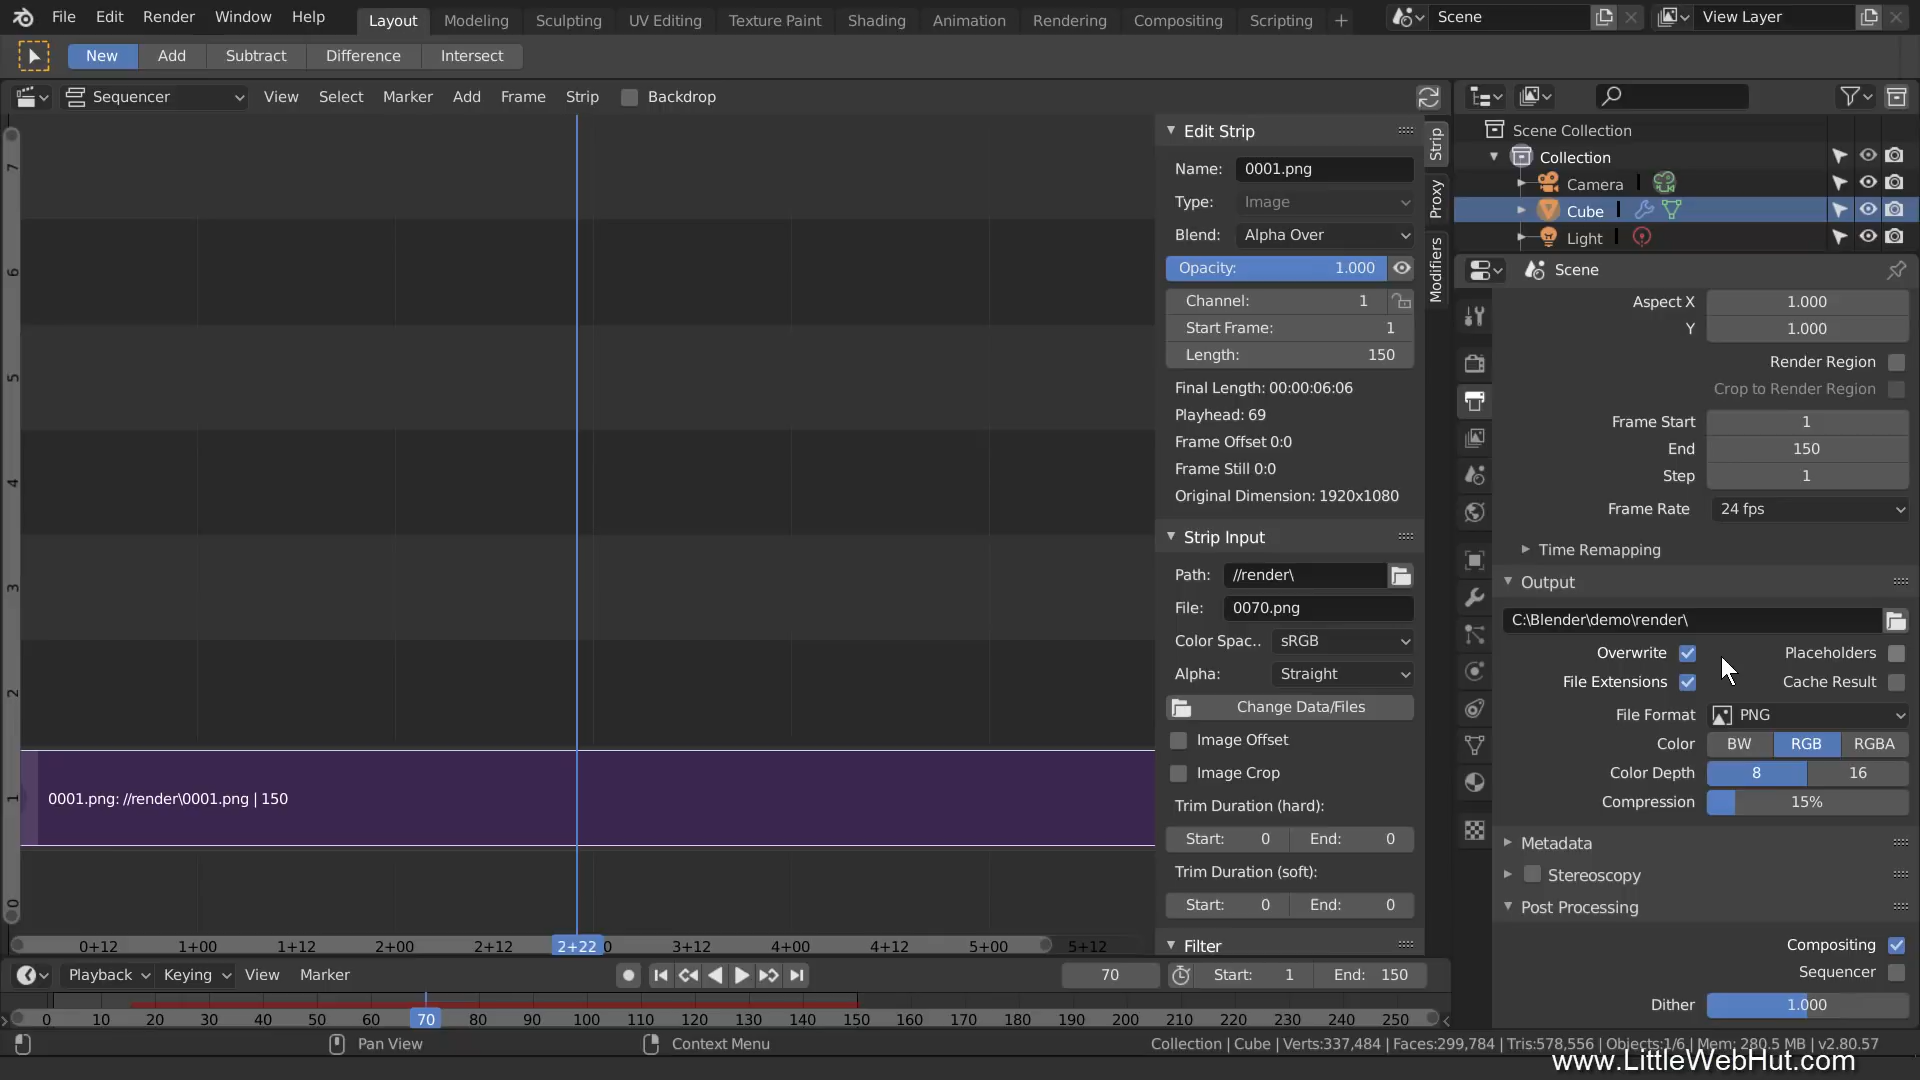 File Edit Render Window Help Layout Modeling Sculpting UV Editing Texture Paint Shading Animation Rendering Compositing Scripting + Scene View Layer
New Add Subtract Difference Intersect
Sequencer View Select Marker Add Frame Strip Backdrop
7
6
5
4
3
2
1
0
0001.png: //render\0001.png | 150
0+12 1+00 1+12 2+00 2+12 2+22 0 3+12 4+00 4+12 5+00 5+12
Edit Strip
Name: 0001.png
Type: Image
Blend: Alpha Over
Opacity: 1.000
Channel: 1
Start Frame: 1
Length: 150
Final Length: 00:00:06:06
Playhead: 69
Frame Offset 0:0
Frame Still 0:0
Original Dimension: 1920x1080
Strip Input
Path: //render\
File: 0070.png
Color Spac.. sRGB
Alpha: Straight
Change Data/Files
Image Offset
Image Crop
Trim Duration (hard):
Start: 0 End: 0
Trim Duration (soft):
Start: 0 End: 0
Filter
Strip
Proxy
Modifiers
Scene Collection
Collection
Camera
Cube
Light
Scene
Aspect X 1.000
Y 1.000
Render Region
Crop to Render Region
Frame Start 1
End 150
Step 1
Frame Rate 24 fps
Time Remapping
Output
C:\Blender\demo\render\
Overwrite Placeholders
File Extensions Cache Result
File Format PNG
Color BW RGB RGBA
Color Depth 8 16
Compression 15%
Metadata
Stereoscopy
Post Processing
Compositing
Sequencer
Dither 1.000
Playback Keying View Marker 70 Start: 1 End: 150
0 10 20 30 40 50 60 70 80 90 100 110 120 130 140 150 160 170 180 190 200 210 220 230 240 250
Pan View Context Menu Collection | Cube | Verts:337,484 | Faces:299,784 | Tris:578,556 | Objects:1/6 | Mem: 280.5 MB | v2.80.57
www.LittleWebHut.com